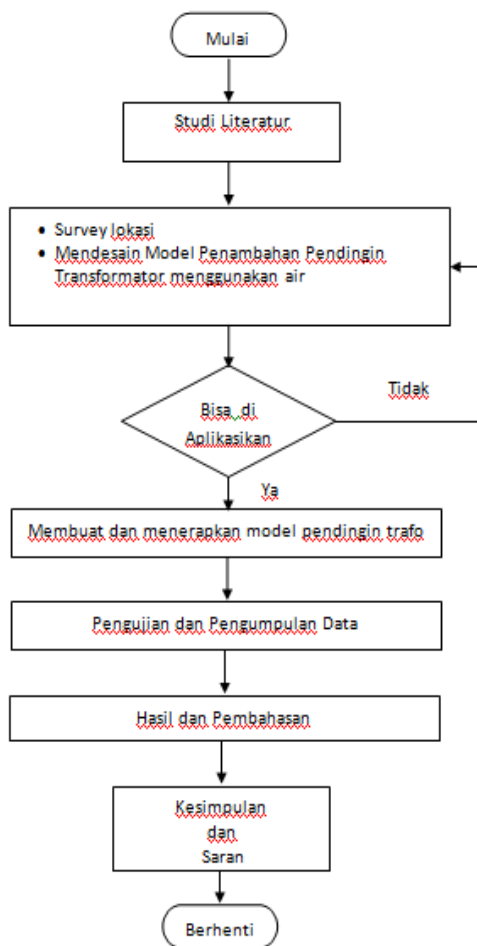 Mulai
Studi Literatur
• Survey lokasi
• Mendesain Model Penambahan Pendingin
Transformator menggunakan air
Tidak
Bisa di
Aplikasikan
Ya
Membuat dan menerapkan model pendingin trafo
Pengujian dan Pengumpulan Data
Hasil dan Pembahasan
Kesimpulan
dan
Saran
Berhenti